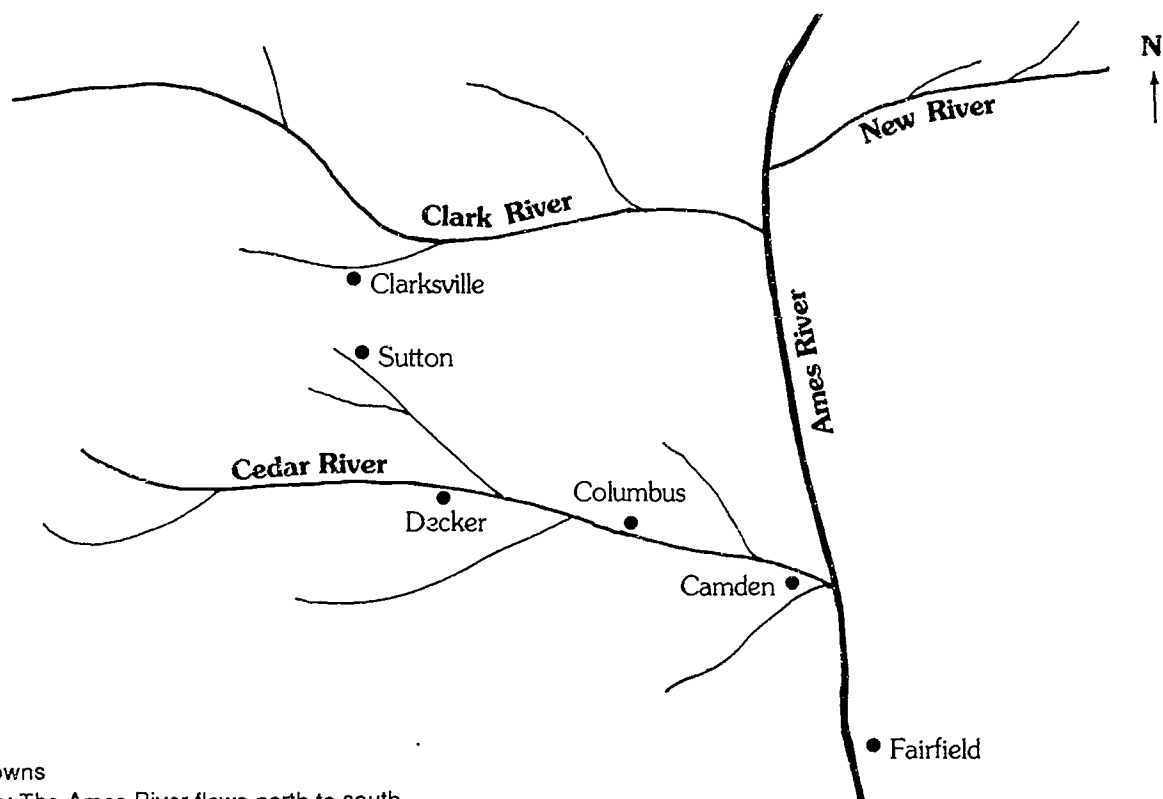 N
New River
Clark River
Clarksville
Ames River
Sutton
Cedar River
Columbus
Decker
Camden
Fairfield
The Ames River flows north to south